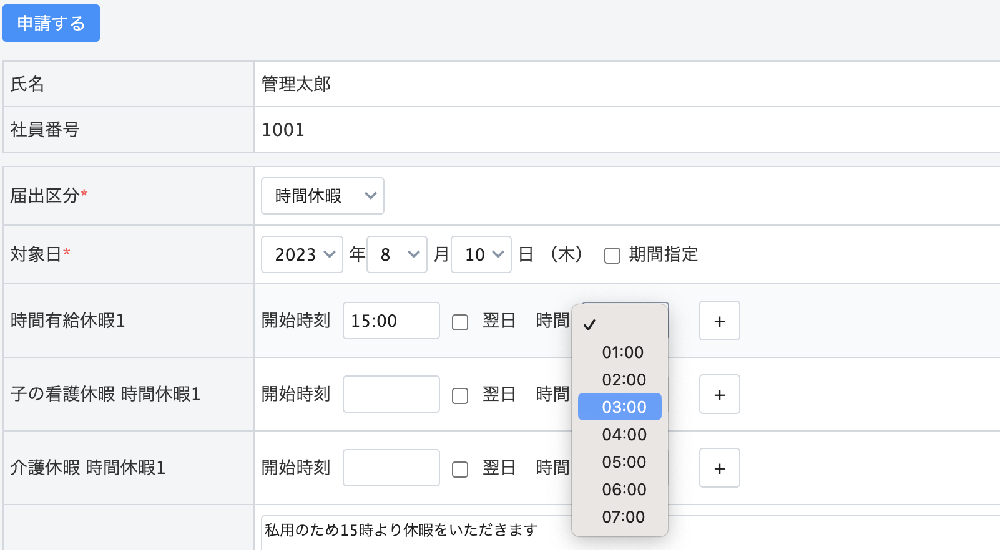 申請する
氏名 管理太郎
社員番号 1001
届出区分* 時間休暇
対象日* 2023 年 8 月 10 日 （木） 期間指定
時間有給休暇1 開始時刻 15:00 翌日 時間 +
子の看護休暇 時間休暇1 開始時刻 翌日 時間 +
介護休暇 時間休暇1 開始時刻 翌日 時間 +
✓
01:00
02:00
03:00
04:00
05:00
06:00
07:00
私用のため15時より休暇をいただきます